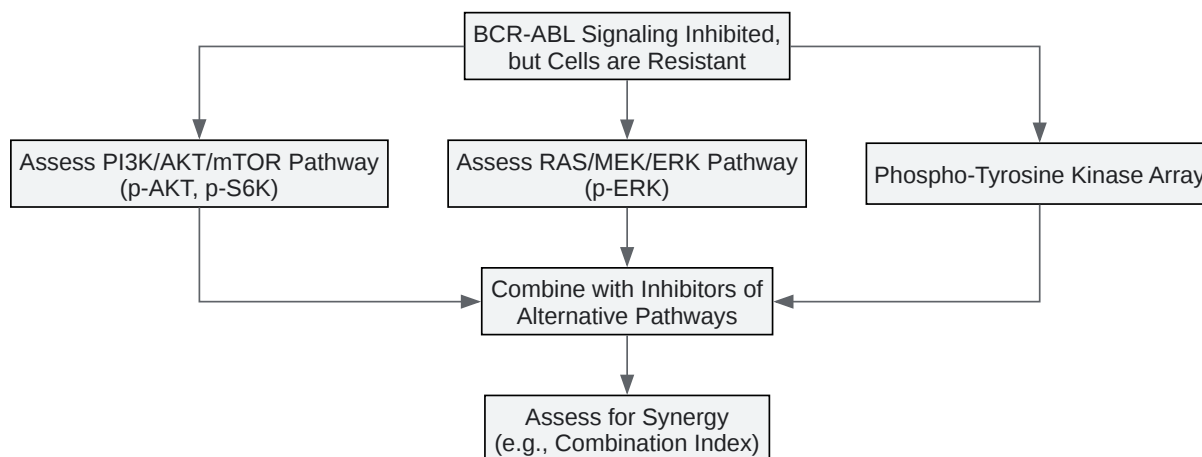 BCR-ABL Signaling Inhibited,
but Cells are Resistant
Assess PI3K/AKT/mTOR Pathway
(p-AKT, p-S6K)
Assess RAS/MEK/ERK Pathway
(p-ERK)
Phospho-Tyrosine Kinase Array
Combine with Inhibitors of
Alternative Pathways
Assess for Synergy
(e.g., Combination Index)